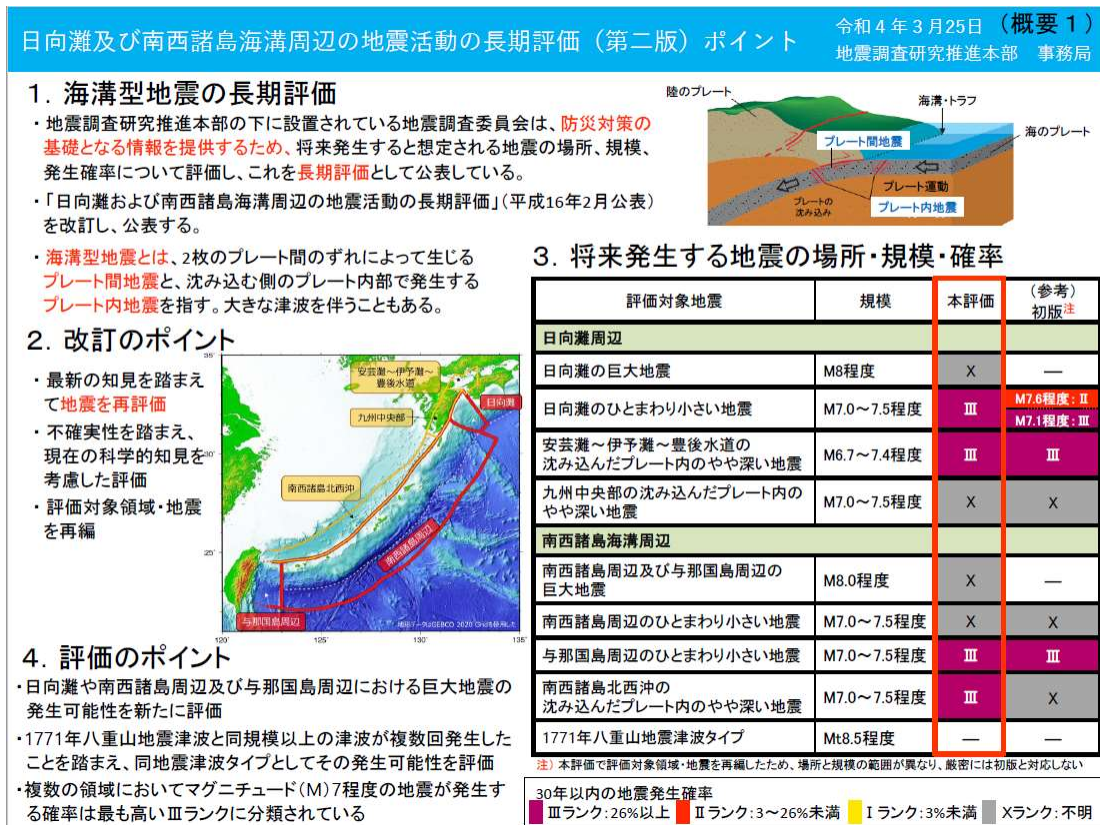 日向灘及び南西諸島海溝周辺の地震活動の長期評価（第二版）ポイント
令和４年３月25日
（概要１）
地震調査研究推進本部　事務局
１．海溝型地震の長期評価
・地震調査研究推進本部の下に設置されている地震調査委員会は、防災対策の
基礎となる情報を提供するため、将来発生すると想定される地震の場所、規模、
発生確率について評価し、これを長期評価として公表している。
・「日向灘および南西諸島海溝周辺の地震活動の長期評価」（平成16年2月公表）
を改訂し、公表する。
・海溝型地震とは、2枚のプレート間のずれによって生じる
プレート間地震と、沈み込む側のプレート内部で発生する
プレート内地震を指す。大きな津波を伴うこともある。
陸のプレート
海溝・トラフ
海のプレート
プレート間地震
プレート運動
プレートの
沈み込み
プレート内地震
２．改訂のポイント
・最新の知見を踏まえ
て地震を再評価
・不確実性を踏まえ、
現在の科学的知見を
考慮した評価
・評価対象領域・地震
を再編
35°
30°
25°
120°
125°
130°
135°
安芸灘～伊予灘～
豊後水道
日向灘
九州中央部
南西諸島北西沖
南西諸島周辺
与那国島周辺
地形データはGEBCO 2020 Gridを使用した
３．将来発生する地震の場所・規模・確率
評価対象地震
規模
本評価
（参考）
初版注
日向灘周辺
日向灘の巨大地震
M8程度
X
―
日向灘のひとまわり小さい地震
M7.0～7.5程度
Ⅲ
M7.6程度：Ⅱ
M7.1程度：Ⅲ
安芸灘～伊予灘～豊後水道の
沈み込んだプレート内のやや深い地震
M6.7～7.4程度
Ⅲ
Ⅲ
九州中央部の沈み込んだプレート内の
やや深い地震
M7.0～7.5程度
X
X
南西諸島海溝周辺
南西諸島周辺及び与那国島周辺の
巨大地震
M8.0程度
X
―
南西諸島周辺のひとまわり小さい地震
M7.0～7.5程度
X
X
与那国島周辺のひとまわり小さい地震
M7.0～7.5程度
Ⅲ
Ⅲ
南西諸島北西沖の
沈み込んだプレート内のやや深い地震
M7.0～7.5程度
Ⅲ
X
1771年八重山地震津波タイプ
Mt8.5程度
―
―
注）本評価で評価対象領域・地震を再編したため、場所と規模の範囲が異なり、厳密には初版と対応しない
30年以内の地震発生確率
Ⅲランク：26%以上 Ⅱランク：3～26%未満 Ⅰランク：3%未満 Xランク：不明
４．評価のポイント
・日向灘や南西諸島周辺及び与那国島周辺における巨大地震の
発生可能性を新たに評価
・1771年八重山地震津波と同規模以上の津波が複数回発生した
ことを踏まえ、同地震津波タイプとしてその発生可能性を評価
・複数の領域においてマグニチュード（M）7程度の地震が発生す
る確率は最も高いⅢランクに分類されている